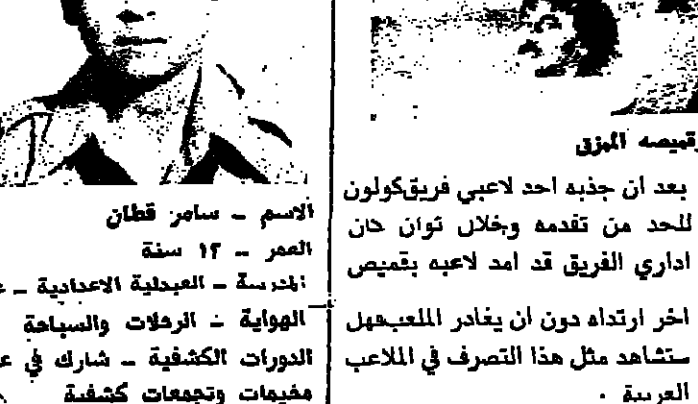 وقميصه الممزق
بعد ان جذبه احد لاعبي فريق كولون
للحد من تقدمه وخلال ثوان كان
اداري الفريق قد امد لاعبه بقميص
اخر ارتداه دون ان يغادر الملعب فهل
ستشاهد مثل هذا التصرف في الملاعب
العربية .
الاسم – سامر قطان
العمر – ١٢ سنة
المدرسة – العبدلية الاعدادية –
الهواية – الرحلات والسباحة
الدورات الكشفية – شارك في
مخيمات وتجمعات كشفية